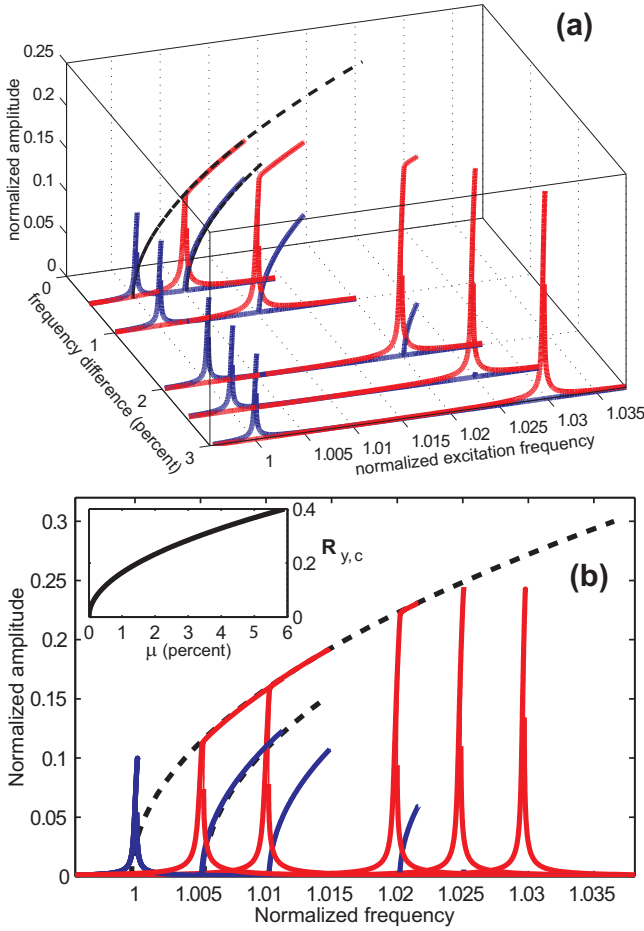 (a)
0.25
0.2
0.15
0.1
0.05
0
normalized amplitude
0
1
2
3
frequency difference (percent)
1
1.005
1.01
1.015
1.02
1.025
1.03
1.035
normalized excitation frequency
(b)
0.3
0.25
0.2
0.15
0.1
0.05
0
Normalized amplitude
0.4
0.2
0
R y,c
0 1 2 3 4 5 6
μ (percent)
1 1.005 1.01 1.015 1.02 1.025 1.03 1.035
Normalized frequency